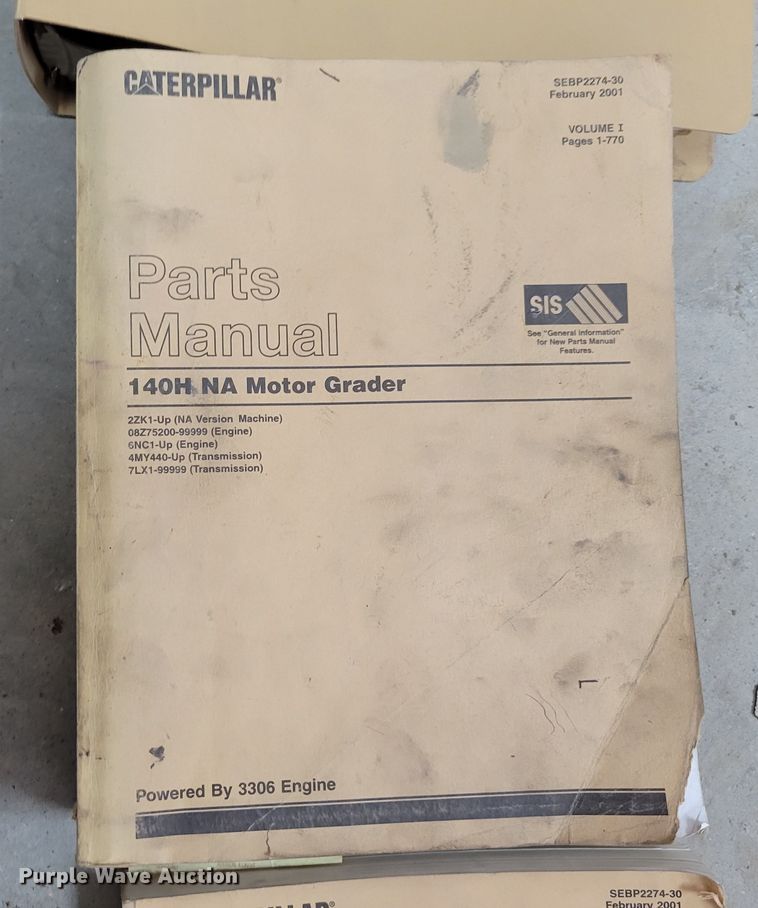 CATERPILLAR®
SEBP2274-30
February 2001
VOLUME I
Pages 1-770
Parts
Manual
SIS
See "General Information"
for New Parts Manual
Features.
140H NA Motor Grader
2ZK1-Up (NA Version Machine)
08Z75200-99999 (Engine)
6NC1-Up (Engine)
4MY440-Up (Transmission)
7LX1-99999 (Transmission)
Powered By 3306 Engine
Purple Wave Auction
SEBP2274-30
February 2001